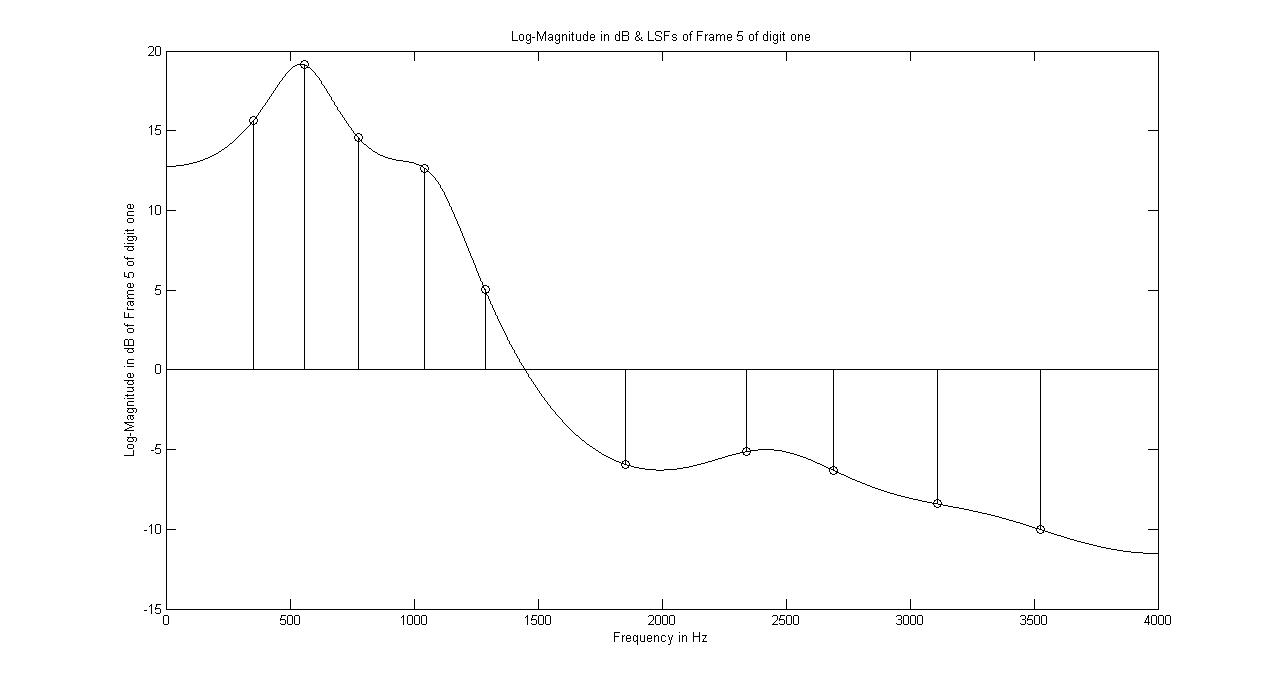 Log-Magnitude in dB & LSFs of Frame 5 of digit one
Log-Magnitude in dB of Frame 5 of digit one
20
15
10
5
0
-5
-10
-15
0 500 1000 1500 2000 2500 3000 3500 4000
Frequency in Hz